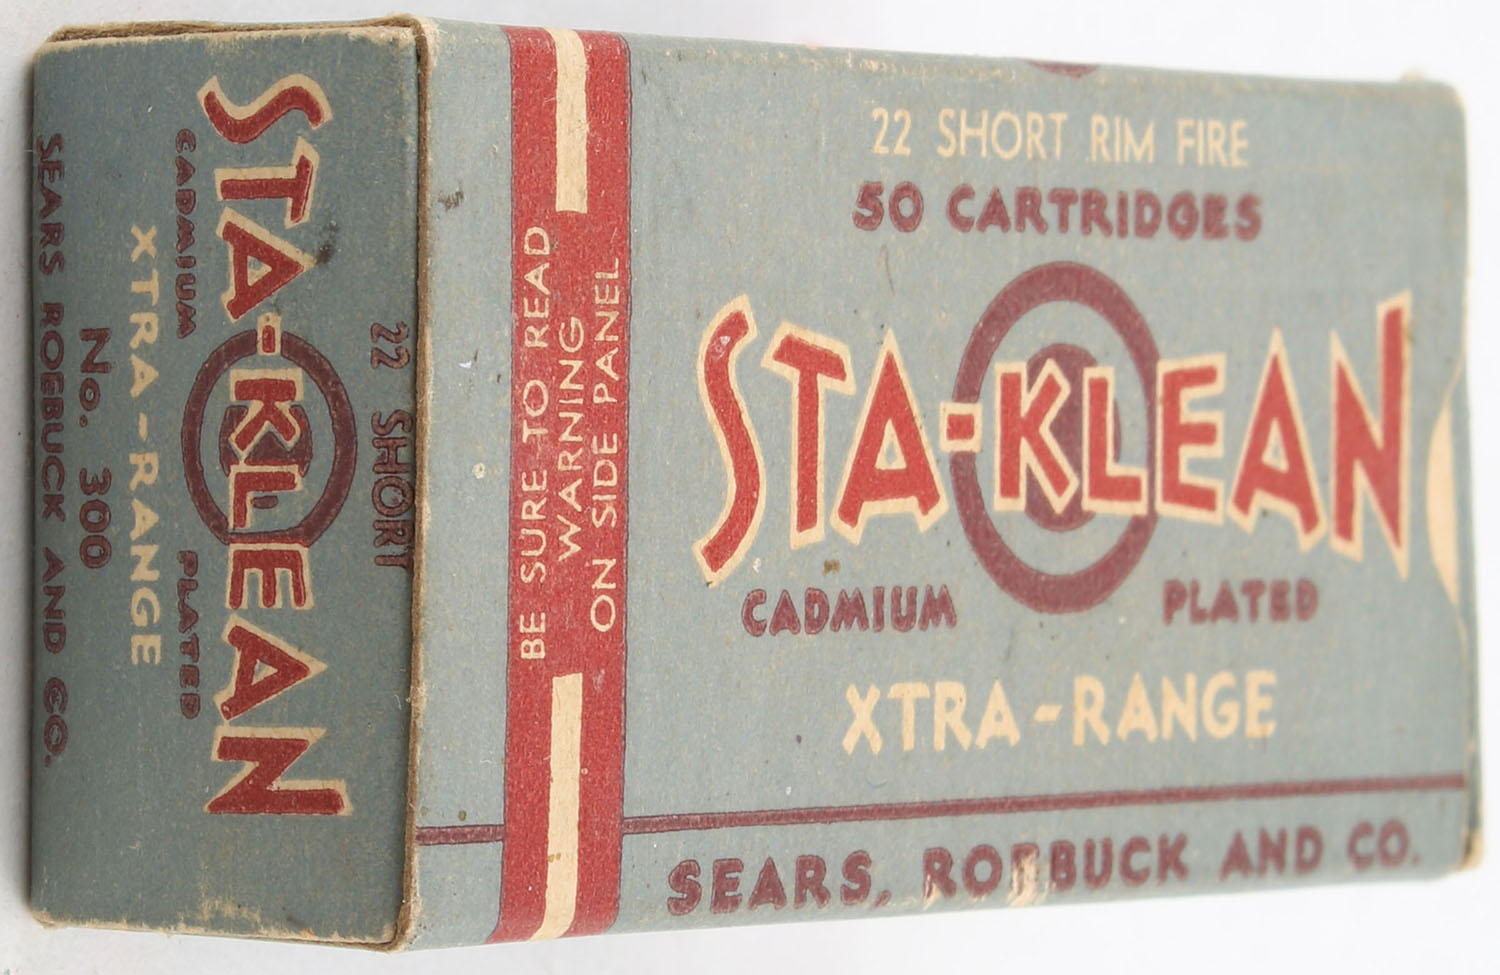 22 SHORT RIM FIRE
50 CARTRIDGES
STA-KLEAN
CADMIUM PLATED
XTRA-RANGE
SEARS, ROEBUCK AND CO.
BE SURE TO READ
WARNING
ON SIDE PANEL
22 SHORT
STA-KLEAN
CADMIUM PLATED
XTRA-RANGE
No. 300
SEARS ROEBUCK AND CO.